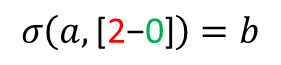 σ(a, [2–0]) = b